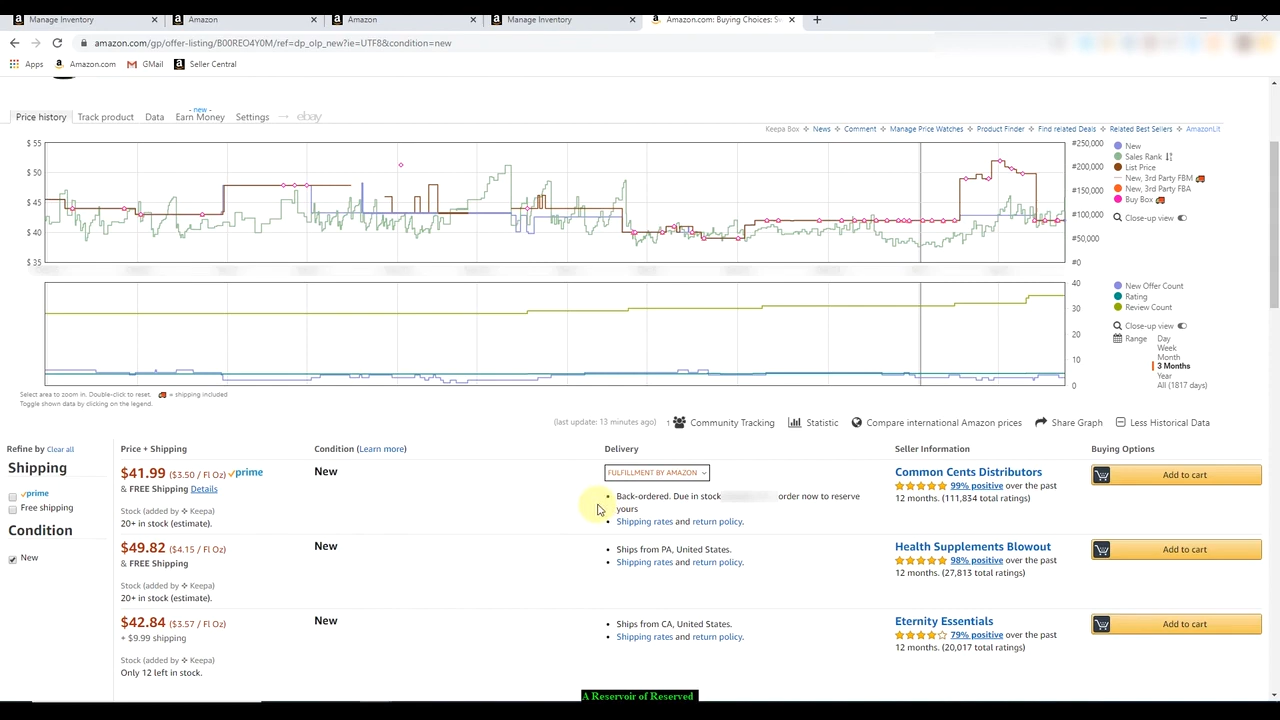 Manage Inventory
Amazon
Amazon
Manage Inventory
Amazon.com: Buying Choices: S
amazon.com/gp/offer-listing/B00REO4Y0M/ref=dp_olp_new?ie=UTF8&condition=new
Apps
Amazon.com
GMail
Seller Central
Price history
Track product
Data
- new -
Earn Money
Settings
ebay
Keepa Box
News
Comment
Manage Price Watches
Product Finder
Find related Deals
Related Best Sellers
AmazonLit
$ 55
$ 50
$ 45
$ 40
$ 35
#250,000
#200,000
#150,000
#100,000
#50,000
#0
New
Sales Rank
List Price
New, 3rd Party FBM
New, 3rd Party FBA
Buy Box
Close-up view
40
30
20
10
0
New Offer Count
Rating
Review Count
Close-up view
Range
Day
Week
Month
3 Months
Year
All (1817 days)
Select area to zoom in. Double-click to reset. = shipping included
Toggle shown data by clicking on the legend.
(last update: 13 minutes ago)
1 Community Tracking
Statistic
Compare international Amazon prices
Share Graph
Less Historical Data
Refine by Clear all
Shipping
prime
Free shipping
Condition
New
Price + Shipping
Condition (Learn more)
Delivery
Seller Information
Buying Options
$41.99 ($3.50 / Fl Oz) prime
& FREE Shipping Details
Stock (added by Keepa)
20+ in stock (estimate).
New
FULFILLMENT BY AMAZON
Back-ordered. Due in stock order now to reserve
yours
Shipping rates and return policy.
Common Cents Distributors
99% positive over the past
12 months. (111,834 total ratings)
Add to cart
$49.82 ($4.15 / Fl Oz)
& FREE Shipping
Stock (added by Keepa)
20+ in stock (estimate).
New
Ships from PA, United States.
Shipping rates and return policy.
Health Supplements Blowout
98% positive over the past
12 months. (27,813 total ratings)
Add to cart
$42.84 ($3.57 / Fl Oz)
+ $9.99 shipping
Stock (added by Keepa)
Only 12 left in stock.
New
Ships from CA, United States.
Shipping rates and return policy.
Eternity Essentials
79% positive over the past
12 months. (20,017 total ratings)
Add to cart
A Reservoir of Reserved